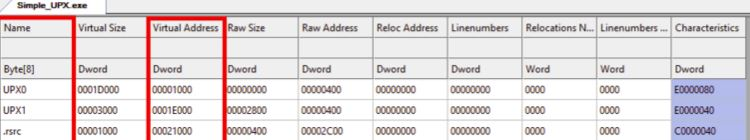 Simple_UPX.exe
Name Virtual Size Virtual Address Raw Size Raw Address Reloc Address Linenumbers Relocations N... Linenumbers ... Characteristics
Byte[8] Dword Dword Dword Dword Dword Dword Word Word Dword
UPX0 0001D000 00001000 00000000 00000400 00000000 00000000 0000 0000 E0000080
UPX1 00003000 0001E000 00002800 00000400 00000000 00000000 0000 0000 E0000040
.rsrc 00001000 00021000 00000400 00002C00 00000000 00000000 0000 0000 C0000040